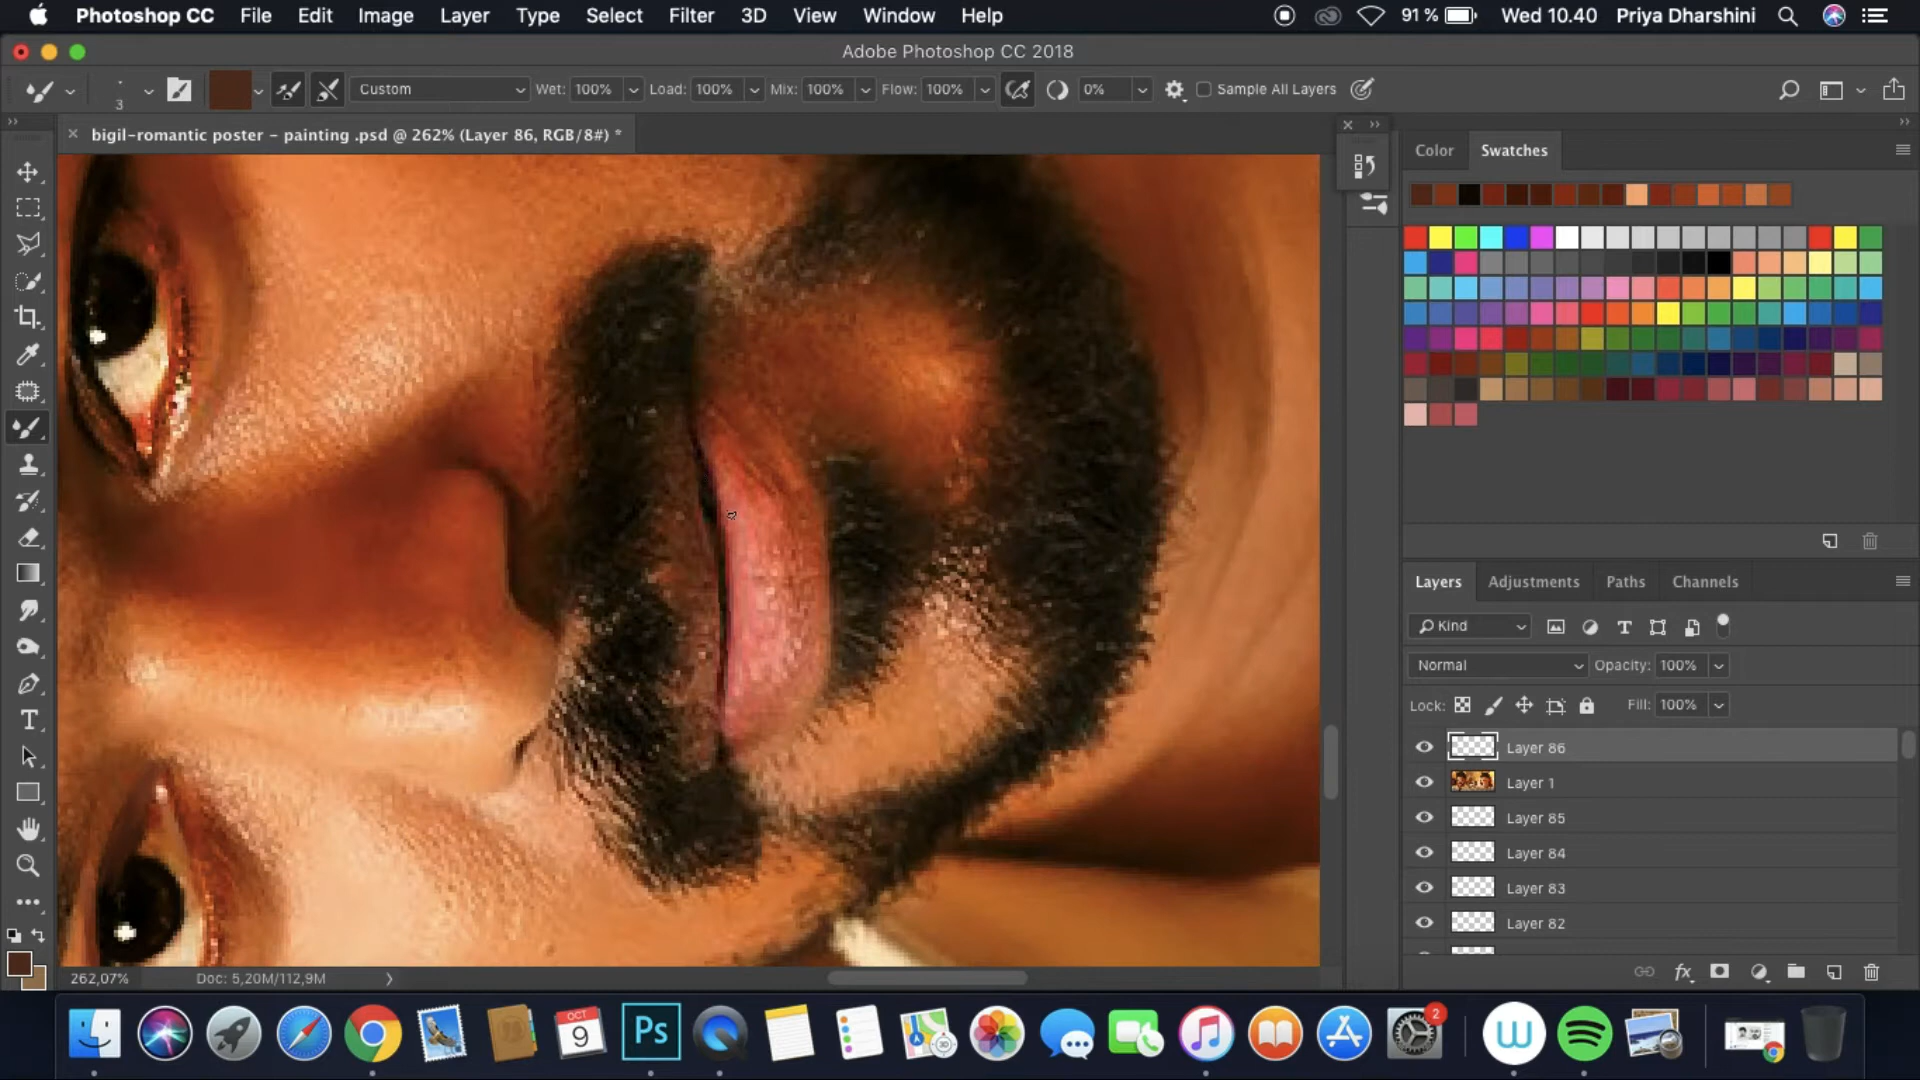 Photoshop CC File Edit Image Layer Type Select Filter 3D View Window Help 91 % Wed 10.40 Priya Dharshini
Adobe Photoshop CC 2018
3 Custom Wet: 100% Load: 100% Mix: 100% Flow: 100% 0% Sample All Layers
bigil-romantic poster - painting .psd @ 262% (Layer 86, RGB/8#) *
Color Swatches
Layers Adjustments Paths Channels
Kind
Normal Opacity: 100%
Lock: Fill: 100%
Layer 86
Layer 1
Layer 85
Layer 84
Layer 83
Layer 82
262,07% Doc: 5,20M/112,9M
OCT
9
Ps
3D
2
W